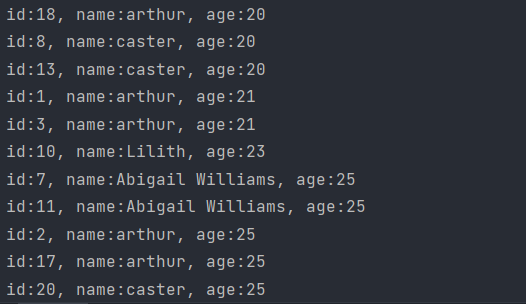 id:18, name:arthur, age:20
id:8, name:caster, age:20
id:13, name:caster, age:20
id:1, name:arthur, age:21
id:3, name:arthur, age:21
id:10, name:Lilith, age:23
id:7, name:Abigail Williams, age:25
id:11, name:Abigail Williams, age:25
id:2, name:arthur, age:25
id:17, name:arthur, age:25
id:20, name:caster, age:25